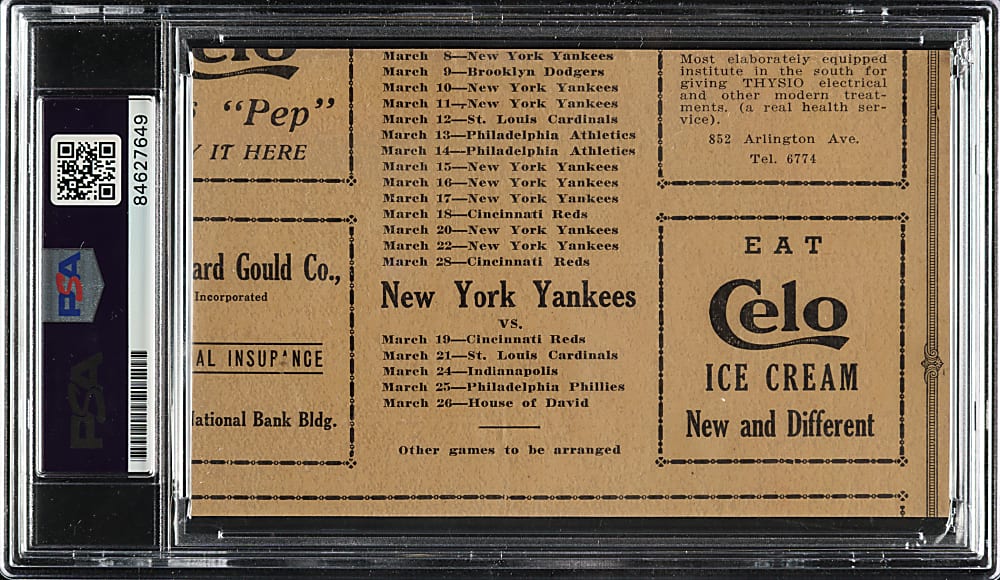 84627649
PSA
PSA
Celo
"Pep"
IT HERE
ard Gould Co.,
Incorporated
AL INSURANCE
ational Bank Bldg.
March 8—New York Yankees
March 9—Brooklyn Dodgers
March 10—New York Yankees
March 11—New York Yankees
March 12—St. Louis Cardinals
March 13—Philadelphia Athletics
March 14—Philadelphia Athletics
March 15—New York Yankees
March 16—New York Yankees
March 17—New York Yankees
March 18—Cincinnati Reds
March 20—New York Yankees
March 22—New York Yankees
March 28—Cincinnati Reds
New York Yankees
vs.
March 19—Cincinnati Reds
March 21—St. Louis Cardinals
March 24—Indianapolis
March 25—Philadelphia Phillies
March 26—House of David
Other games to be arranged
Most elaborately equipped
institute in the south for
giving THYSIO electrical
and other modern treat-
ments, (a real health ser-
vice).
852 Arlington Ave.
Tel. 6774
EAT
Celo
ICE CREAM
New and Different